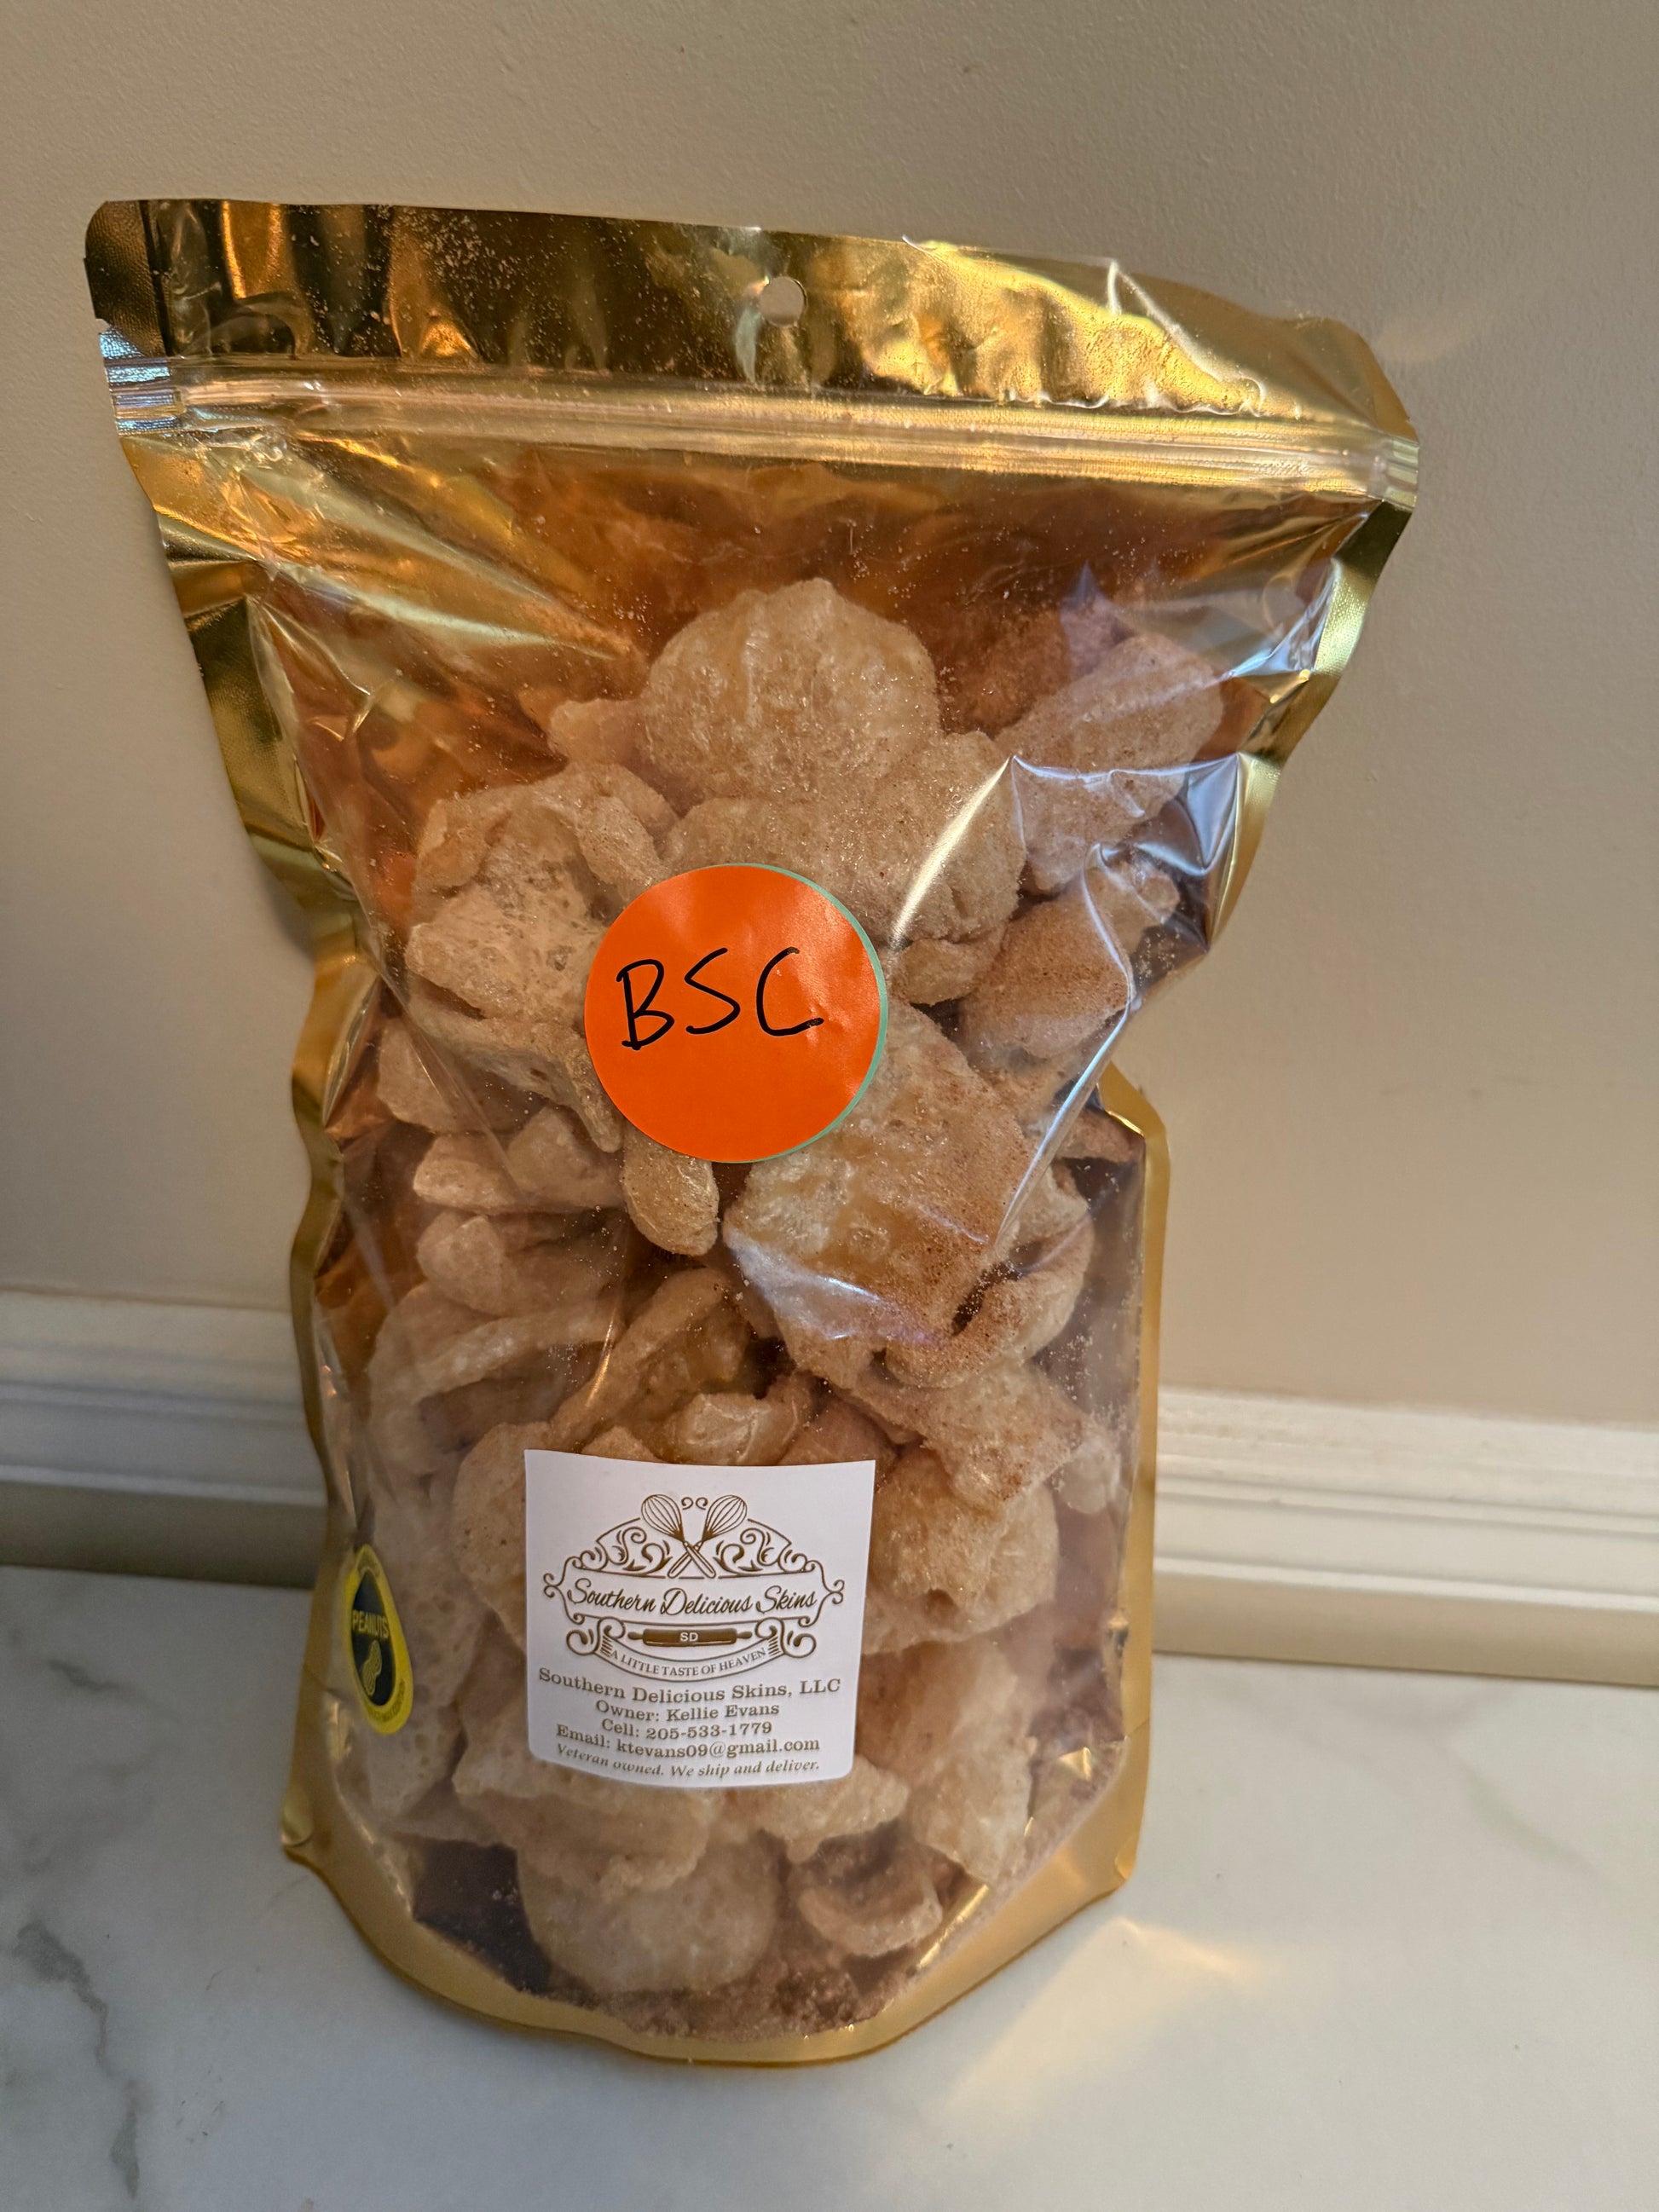 BSC
Southern Delicious Skins
SD
A LITTLE TASTE OF HEAVEN
Southern Delicious Skins, LLC
Owner: Kellie Evans
Cell: 205-533-1779
Email: ktevans09@gmail.com
Veteran owned. We ship and deliver.
PEANUTS